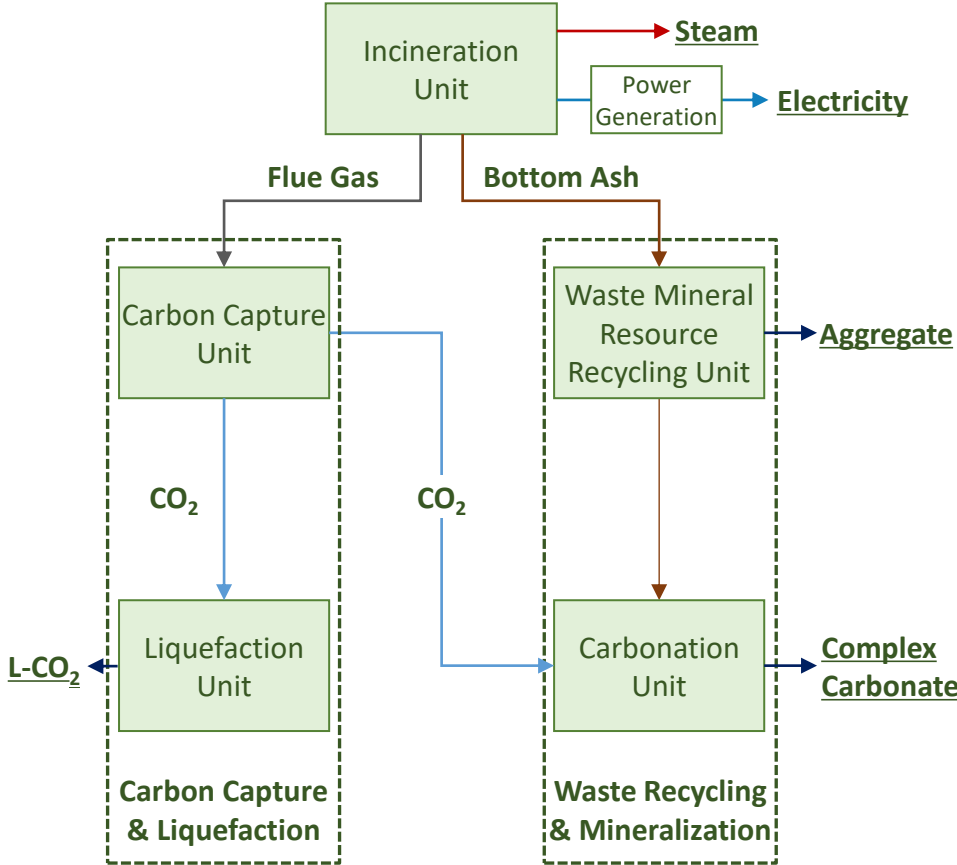 Incineration
Unit
Steam
Power
Generation
Electricity
Flue Gas
Bottom Ash
Carbon Capture
Unit
Waste Mineral
Resource
Recycling Unit
Aggregate
CO₂
CO₂
Liquefaction
Unit
L-CO₂
Carbonation
Unit
Complex
Carbonate
Carbon Capture
& Liquefaction
Waste Recycling
& Mineralization